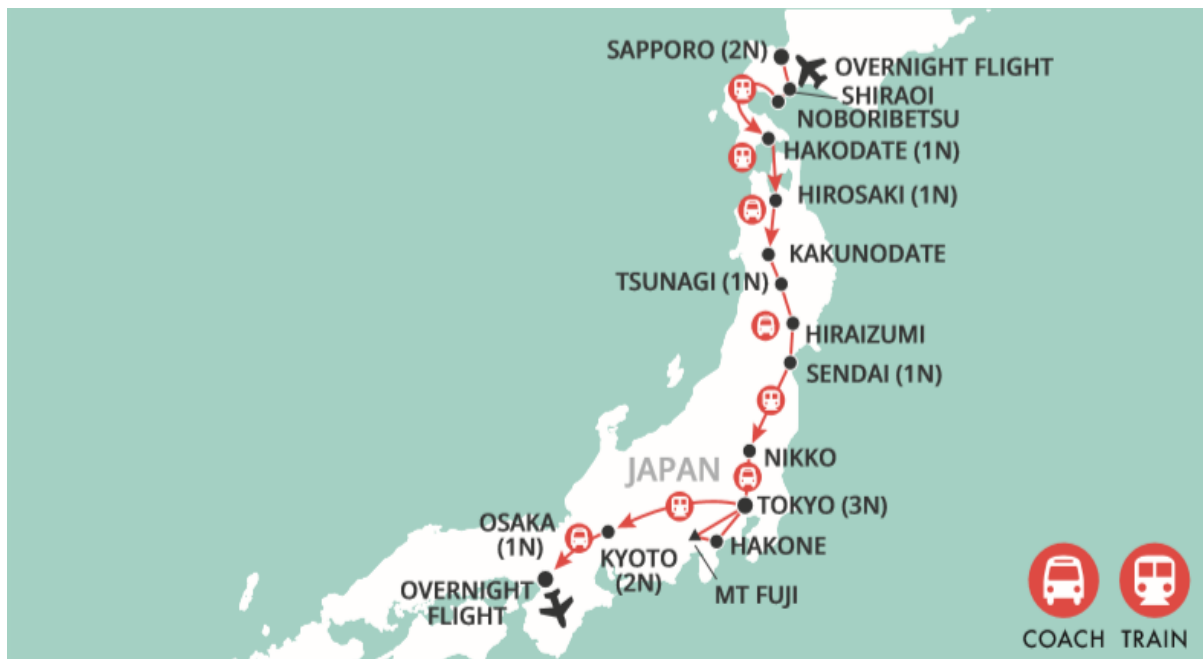 SAPPORO (2N)
OVERNIGHT FLIGHT
SHIRAOI
NOBORIBETSU
HAKODATE (1N)
HIROSAKI (1N)
KAKUNODATE
TSUNAGI (1N)
HIRAIZUMI
SENDAI (1N)
NIKKO
JAPAN
TOKYO (3N)
OSAKA
(1N)
HAKONE
KYOTO
(2N)
MT FUJI
OVERNIGHT
FLIGHT
COACH
TRAIN